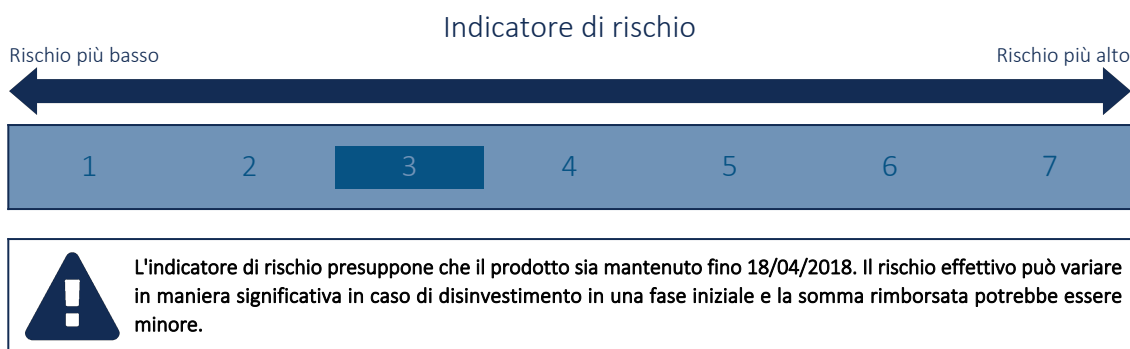 Indicatore di rischio
Rischio più basso
Rischio più alto
1 2 3 4 5 6 7
L'indicatore di rischio presuppone che il prodotto sia mantenuto fino 18/04/2018. Il rischio effettivo può variare
in maniera significativa in caso di disinvestimento in una fase iniziale e la somma rimborsata potrebbe essere
minore.